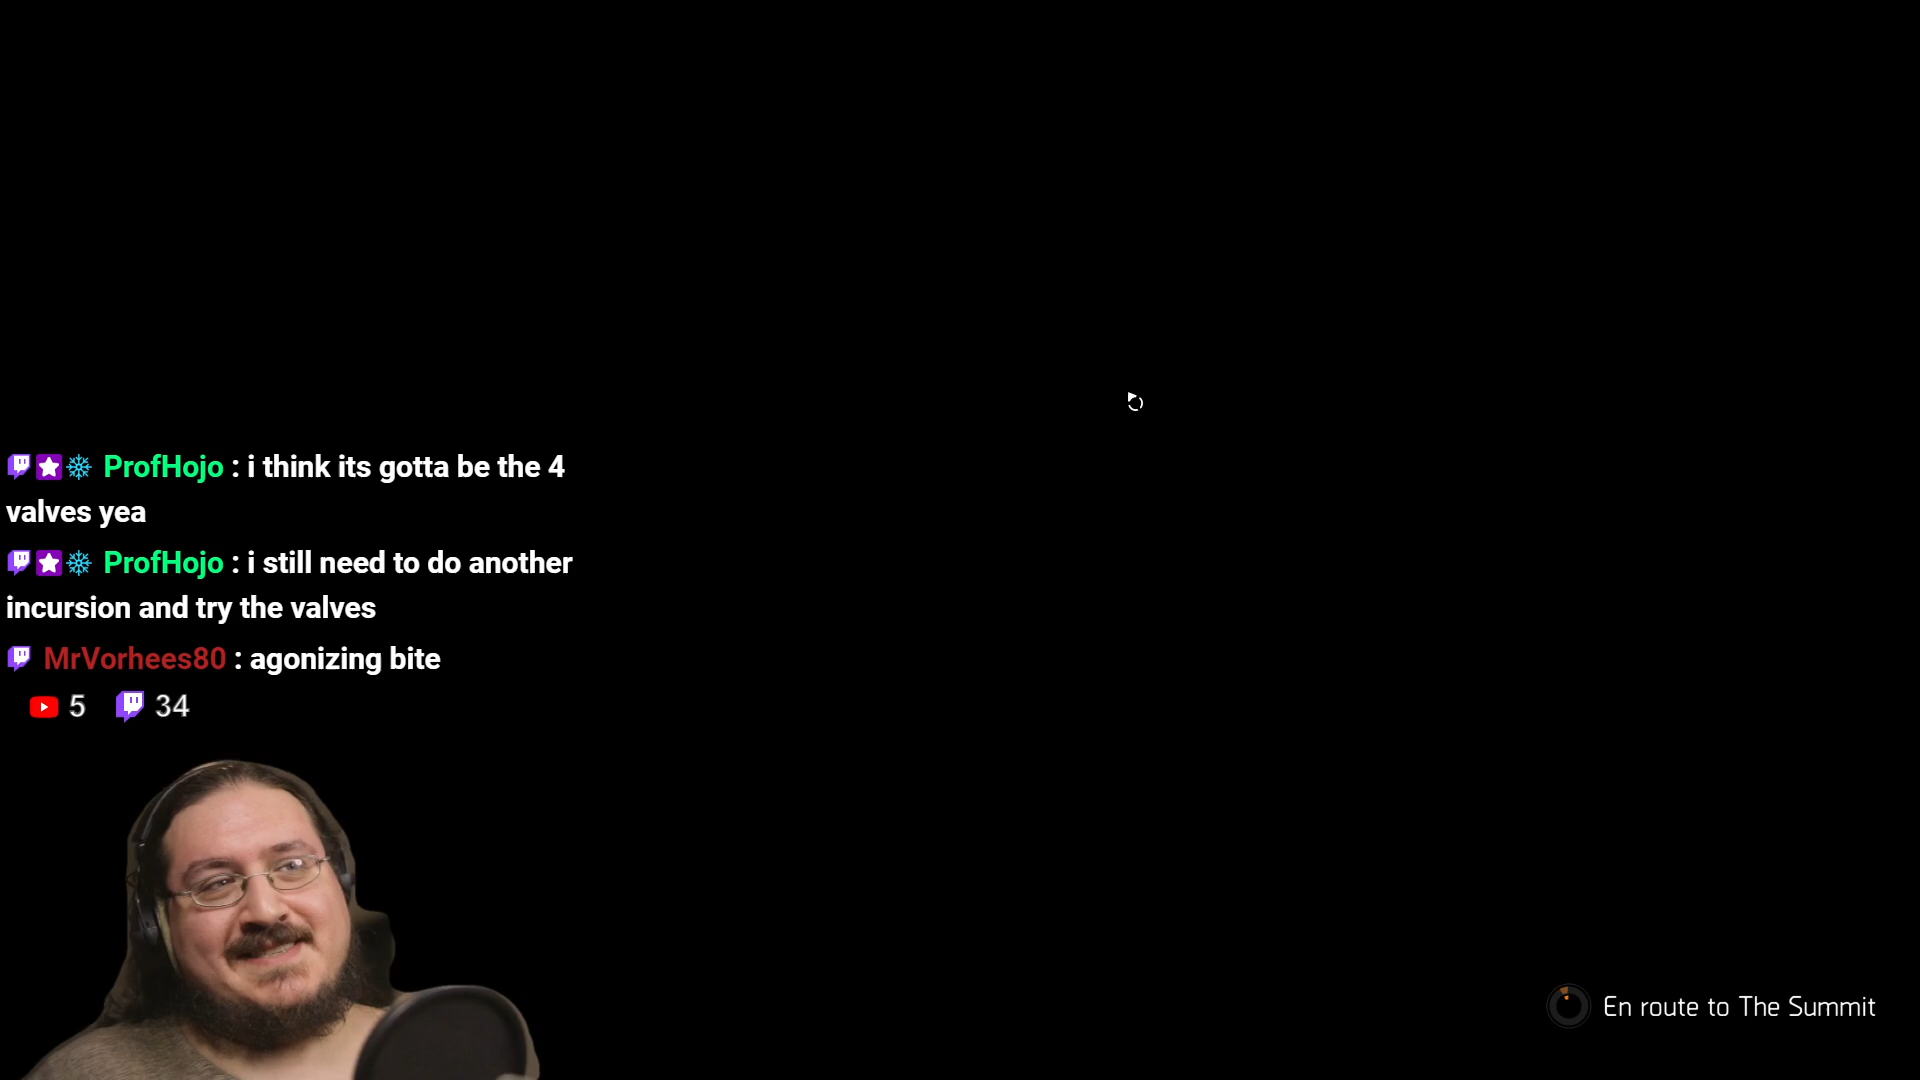 ProfHojo : i think its gotta be the 4
valves yea
ProfHojo : i still need to do another
incursion and try the valves
MrVorhees80 : agonizing bite
5 34
En route to The Summit